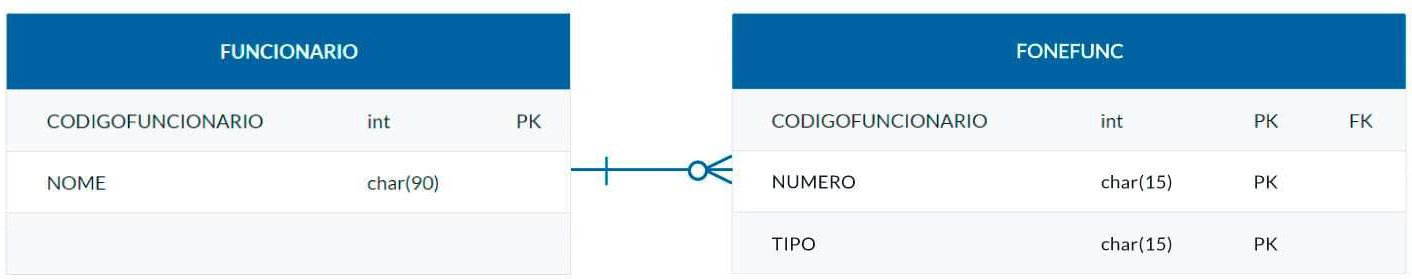 FUNCIONARIO
CODIGOFUNCIONARIO int PK
NOME char(90)
FONEFUNC
CODIGOFUNCIONARIO int PK FK
NUMERO char(15) PK
TIPO char(15) PK